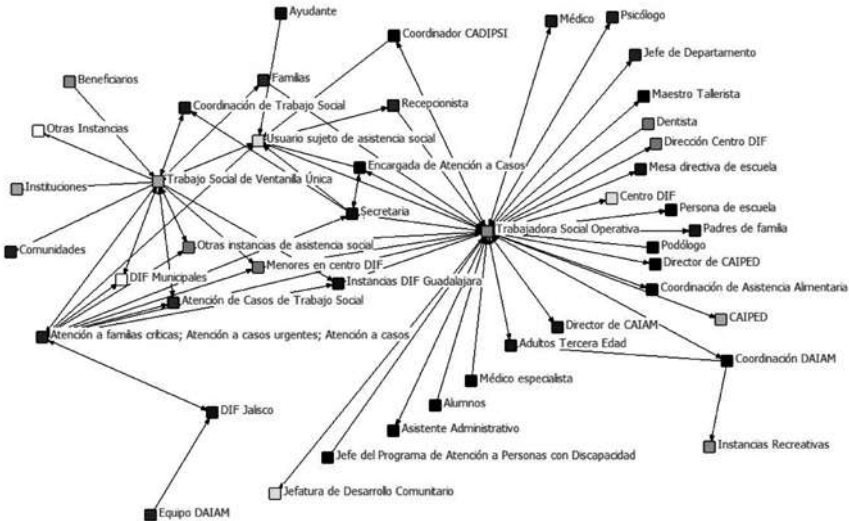 Ayudante
Médico
Psicólogo
Coordinador CADIPSI
Jefe de Departamento
Beneficiarios
Familias
Maestro Tallerista
Coordinación de Trabajo Social
Recepcionista
Dentista
Otras Instancias
Usuario sujeto de asistencia social
Dirección Centro DIF
Encargada de Atención a Casos
Mesa directiva de escuela
Trabajo Social de Ventanilla Única
Instituciones
Centro DIF
Persona de escuela
Secretaria
Trabajadora Social Operativa
Padres de familia
Comunidades
Otras instancias de asistencia social
Podólogo
Menores en centro DIF
Director de CAIPED
DIF Municipales
Instancias DIF Guadalajara
Coordinación de Asistencia Alimentaria
Atención de Casos de Trabajo Social
CAIPED
Director de CAIAM
Atención a familias críticas; Atención a casos urgentes; Atención a casos
Adultos Tercera Edad
Coordinación DAIAM
Médico especialista
Alumnos
DIF Jalisco
Asistente Administrativo
Instancias Recreativas
Jefe del Programa de Atención a Personas con Discapacidad
Jefatura de Desarrollo Comunitario
Equipo DAIAM